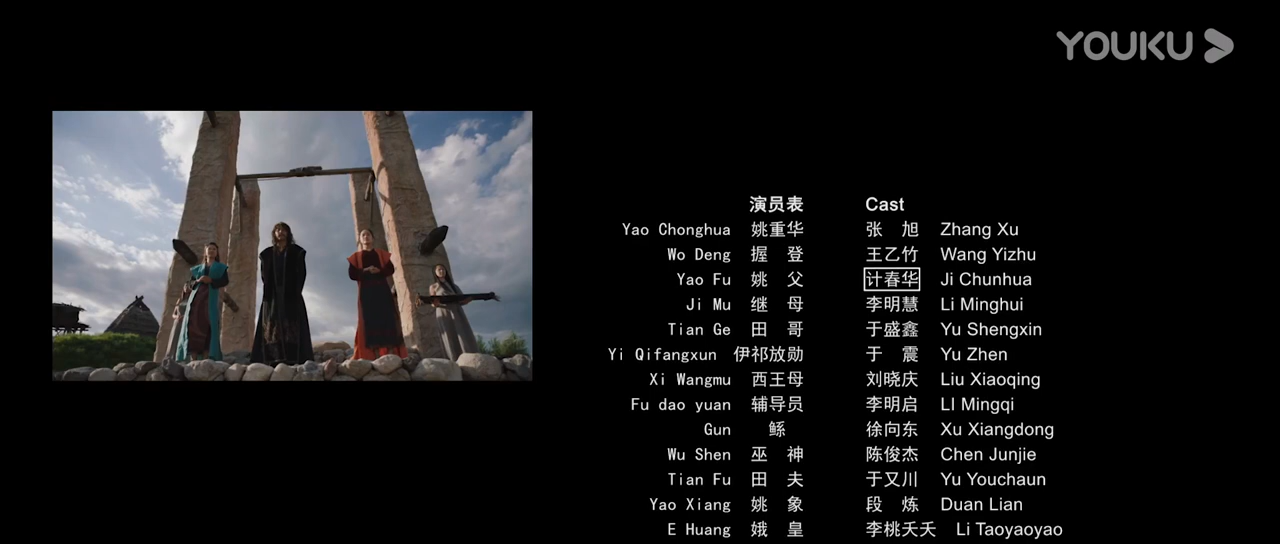 YOUKU
演员表 Cast
Yao Chonghua 姚重华 张 旭 Zhang Xu
Wo Deng 握 登 王乙竹 Wang Yizhu
Yao Fu 姚 父 计春华 Ji Chunhua
Ji Mu 继 母 李明慧 Li Minghui
Tian Ge 田 哥 于盛鑫 Yu Shengxin
Yi Qifangxun 伊祁放勋 于 震 Yu Zhen
Xi Wangmu 西王母 刘晓庆 Liu Xiaoqing
Fu dao yuan 辅导员 李明启 LI Mingqi
Gun 鲧 徐向东 Xu Xiangdong
Wu Shen 巫 神 陈俊杰 Chen Junjie
Tian Fu 田 夫 于又川 Yu Youchaun
Yao Xiang 姚 象 段 炼 Duan Lian
E Huang 娥 皇 李桃夭夭 Li Taoyaoyao